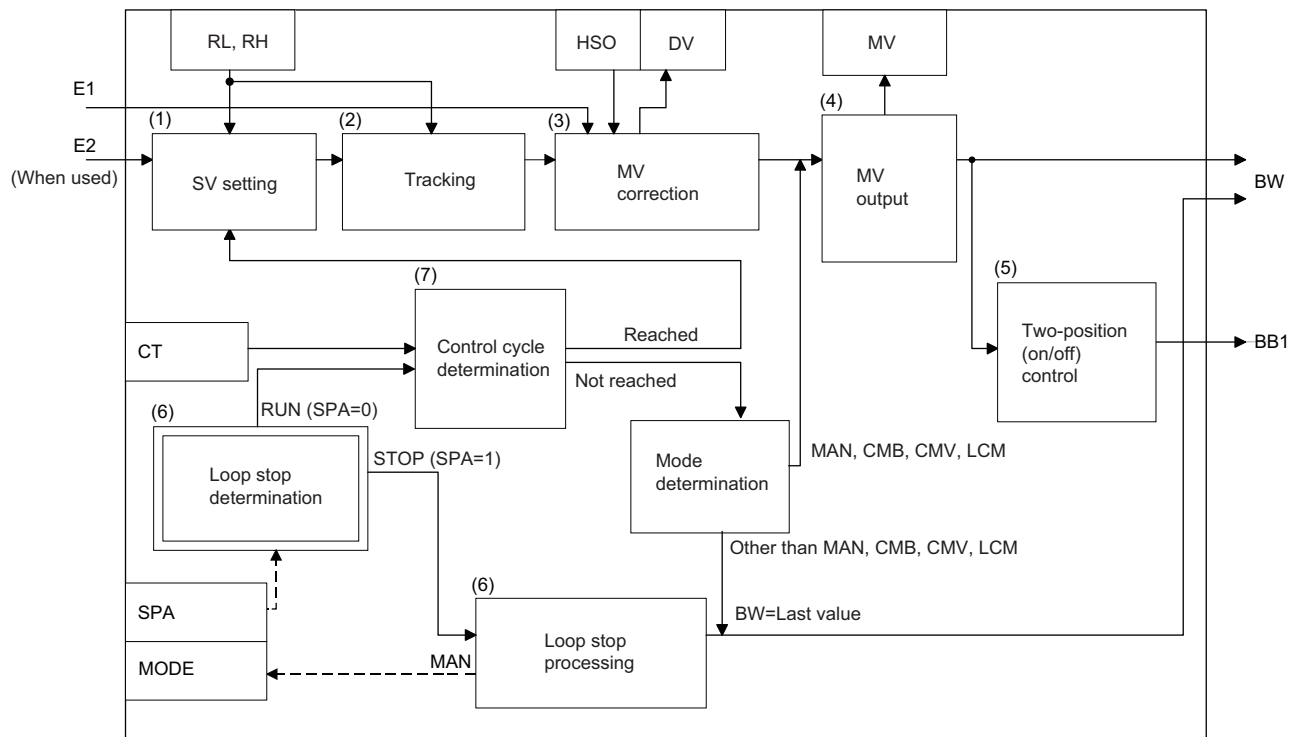 RL, RH
HSO
DV
MV
E1
(1)
(2)
(3)
(4)
E2
(When used)
SV setting
Tracking
MV
correction
MV
output
BW
(7)
(5)
CT
Control cycle
determination
Reached
Not reached
Two-position
(on/off)
control
BB1
(6)
RUN (SPA=0)
Loop stop
determination
STOP (SPA=1)
Mode
determination
MAN, CMB, CMV, LCM
Other than MAN, CMB, CMV, LCM
SPA
MODE
MAN
(6)
Loop stop
processing
BW=Last value